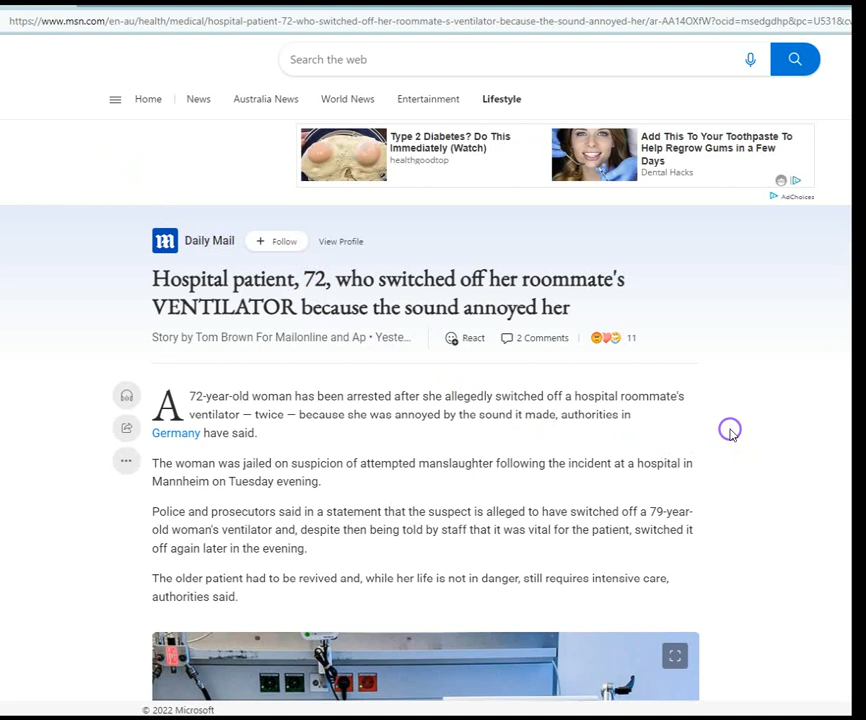 https://www.msn.com/en-au/health/medical/hospital-patient-72-who-switched-off-her-roommate-s-ventilator-because-the-sound-annoyed-her/ar-AA14OXfW?ocid=msedgdhp&pc=U531&c
Search the web
Home
News
Australia News
World News
Entertainment
Lifestyle
Type 2 Diabetes? Do This
Immediately (Watch)
healthgoodtop
Add This To Your Toothpaste To
Help Regrow Gums in a Few
Days
Dental Hacks
AdChoices
m
Daily Mail
+ Follow
View Profile
Hospital patient, 72, who switched off her roommate's
VENTILATOR because the sound annoyed her
Story by Tom Brown For Mailonline and Ap • Yeste...
React
2 Comments
11
A 72-year-old woman has been arrested after she allegedly switched off a hospital roommate's
ventilator — twice — because she was annoyed by the sound it made, authorities in
Germany have said.
The woman was jailed on suspicion of attempted manslaughter following the incident at a hospital in
Mannheim on Tuesday evening.
Police and prosecutors said in a statement that the suspect is alleged to have switched off a 79-year-
old woman's ventilator and, despite then being told by staff that it was vital for the patient, switched it
off again later in the evening.
The older patient had to be revived and, while her life is not in danger, still requires intensive care,
authorities said.
© 2022 Microsoft